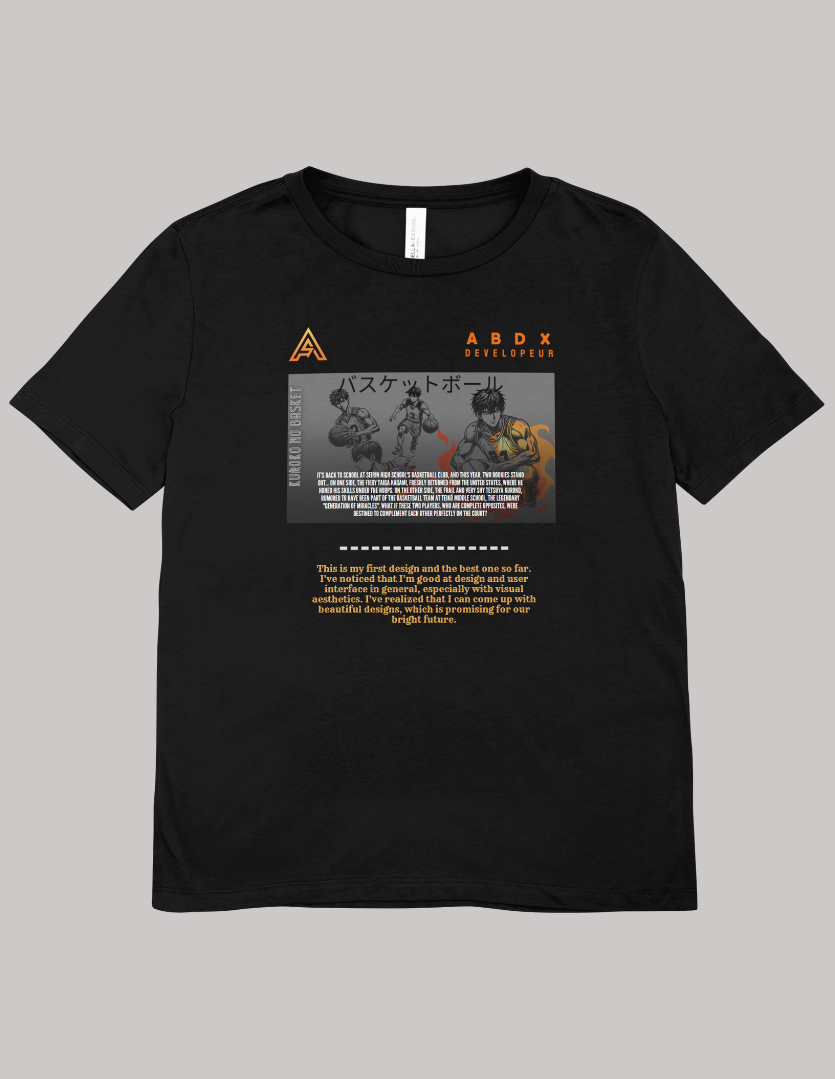 ELLA+CANVAS
ABDX
DEVELOPEUR
バスケットボール
KUROKO NO BASKET
IT'S BACK TO SCHOOL AT SEIRIN HIGH SCHOOL'S BASKETBALL CLUB, AND THIS YEAR, TWO ROOKIES STAND
OUT... ON ONE SIDE, THE FIERY TAIGA KAGAMI, FRESHLY RETURNED FROM THE UNITED STATES, WHERE HE
HONED HIS SKILLS UNDER THE HOOPS. ON THE OTHER SIDE, THE FRAIL AND VERY SHY TETSUYA KUROKO,
RUMORED TO HAVE BEEN PART OF THE BASKETBALL TEAM AT TEIKO MIDDLE SCHOOL, THE LEGENDARY
"GENERATION OF MIRACLES". WHAT IF THESE TWO PLAYERS, WHO ARE COMPLETE OPPOSITES, WERE
DESTINED TO COMPLEMENT EACH OTHER PERFECTLY ON THE COURT?
This is my first design and the best one so far.
I've noticed that I'm good at design and user
interface in general, especially with visual
aesthetics. I've realized that I can come up with
beautiful designs, which is promising for our
bright future.